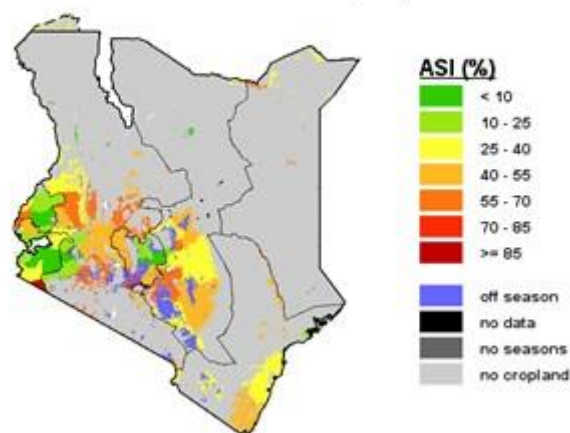 ASI (%)
< 10
10 - 25
25 - 40
40 - 55
55 - 70
70 - 85
>= 85
off season
no data
no seasons
no cropland